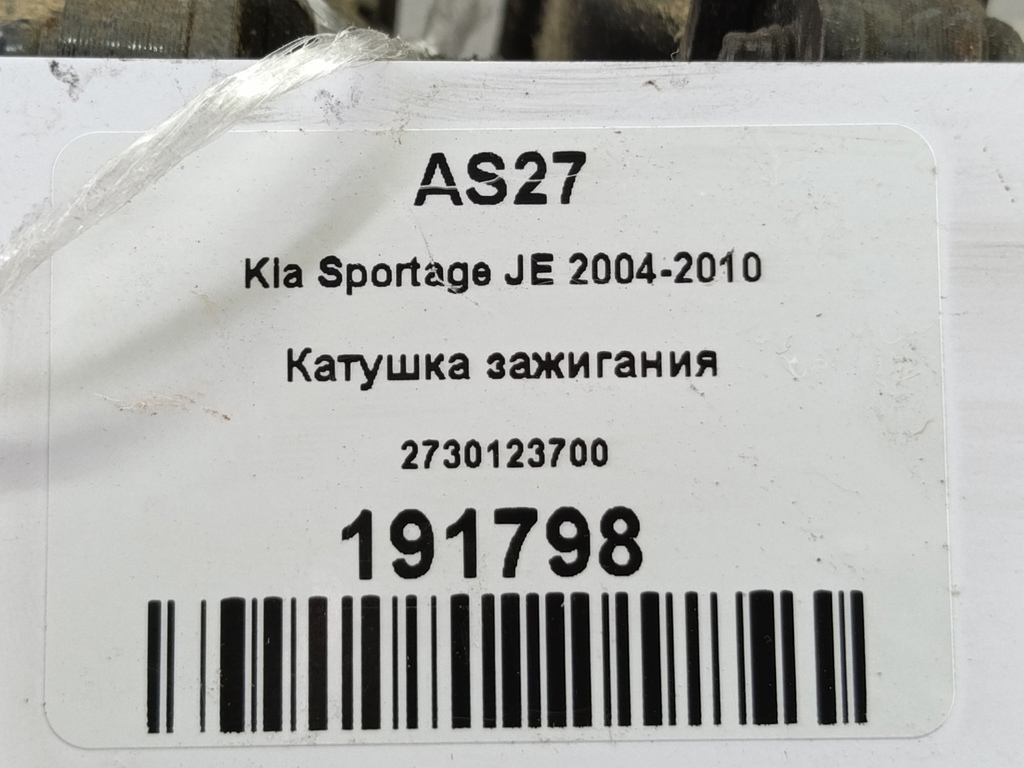 AS27
Kia Sportage JE 2004-2010
Катушка зажигания
2730123700
191798